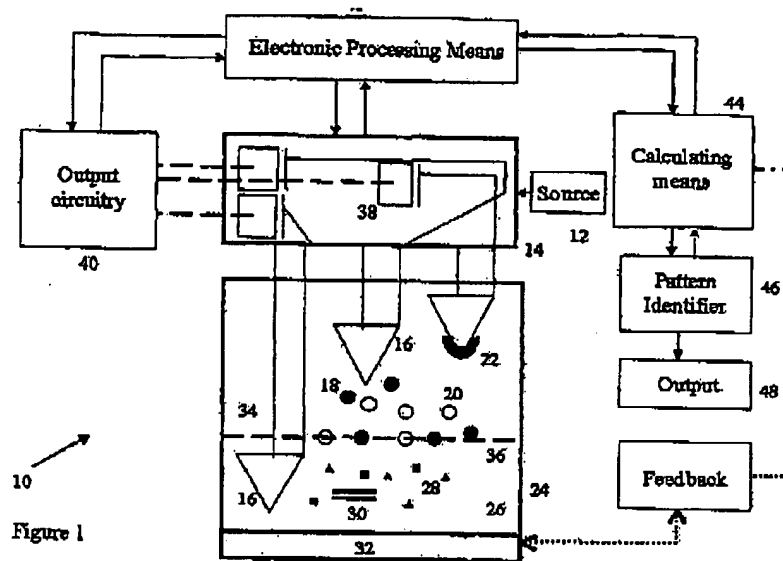 Electronic Processing Means
44
Output
circuitry
Calculating
means
38
Source
12
40
14
Pattern
Identifier
46
16
22
Output
48
18
20
34
36
10
16
28
24
Feedback
30
26
Figure 1
32